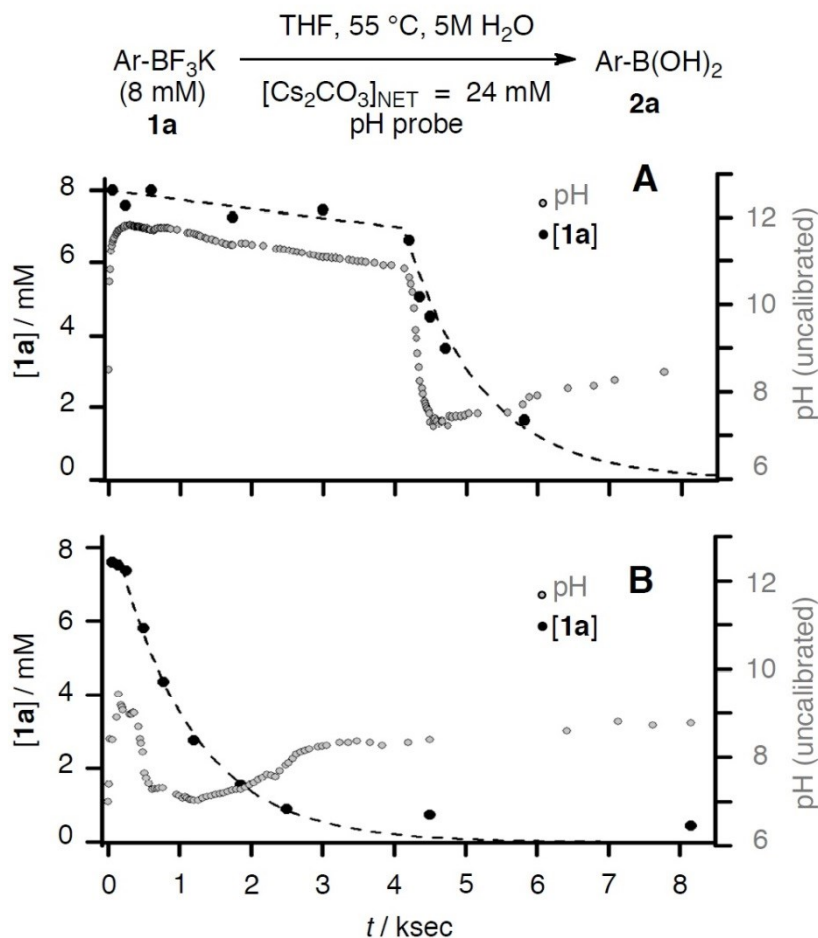 THF, 55 °C, 5M H₂O
Ar-BF₃K
Ar-B(OH)₂
(8 mM)
[Cs₂CO₃]NET = 24 mM
1a
pH probe
2a
A
8
6
4
2
0
[1a] / mM
pH
[1a]
12
10
8
6
pH (uncalibrated)
B
8
6
4
2
0
[1a] / mM
pH
[1a]
12
10
8
6
pH (uncalibrated)
0 1 2 3 4 5 6 7 8
t / ksec